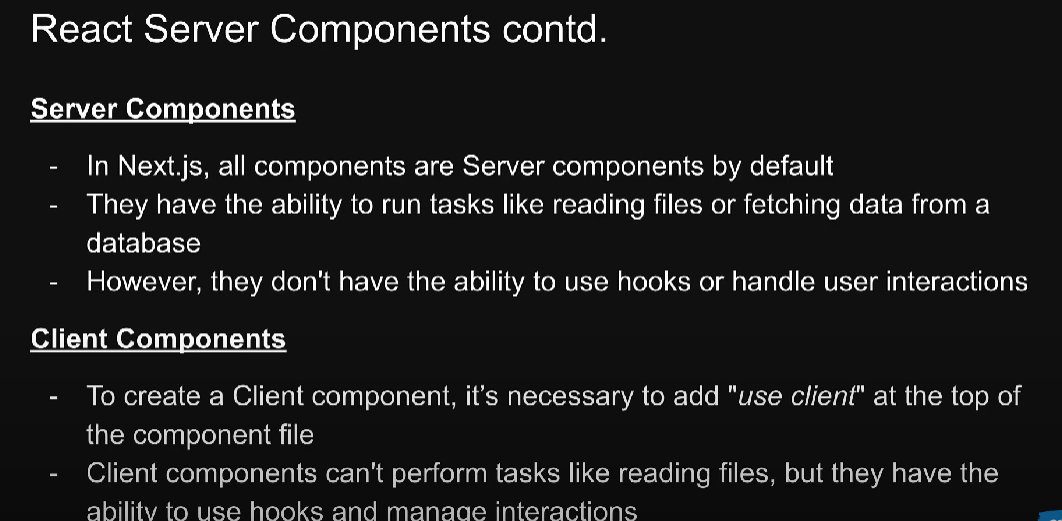 React Server Components contd.
Server Components
- In Next.js, all components are Server components by default
- They have the ability to run tasks like reading files or fetching data from a
database
- However, they don't have the ability to use hooks or handle user interactions
Client Components
- To create a Client component, it’s necessary to add "use client" at the top of
the component file
- Client components can't perform tasks like reading files, but they have the
ability to use hooks and manage interactions